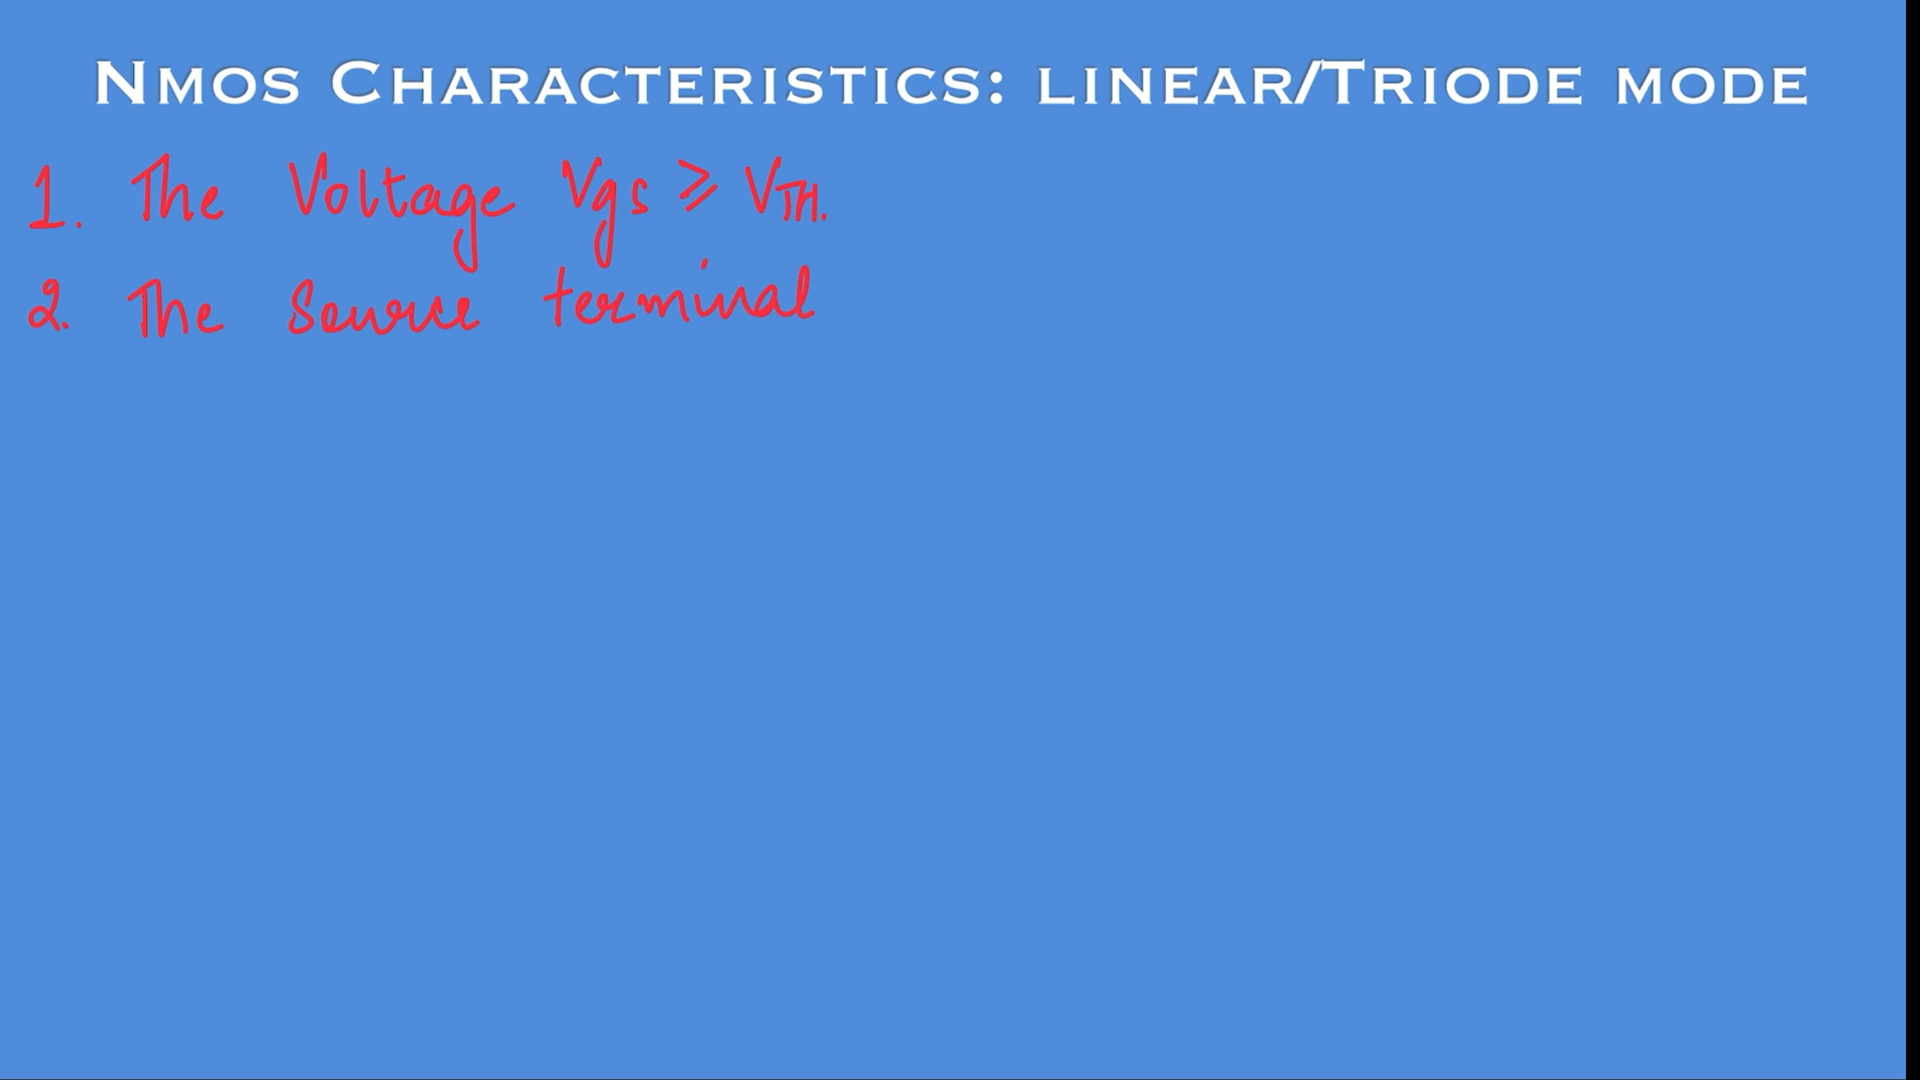 NMOS CHARACTERISTICS: LINEAR/TRIODE MODE
1. The Voltage Vgs ≥ VTH.
2. The Source terminal